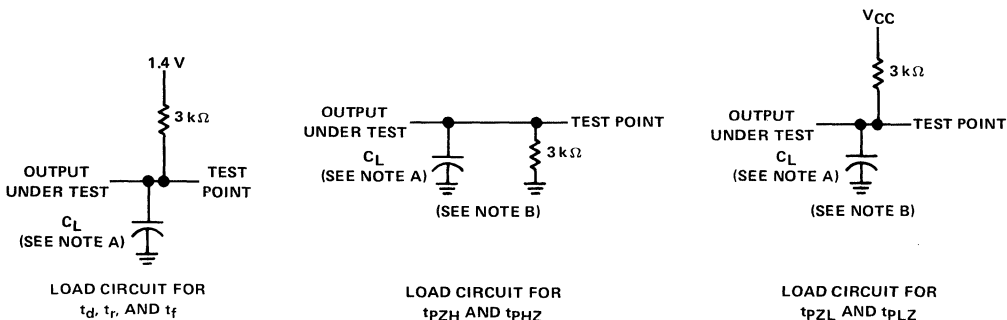 1.4 V
3 kΩ
OUTPUT
UNDER TEST
TEST
POINT
CL
(SEE NOTE A)
LOAD CIRCUIT FOR
td, tr, AND tf
OUTPUT
UNDER TEST
TEST POINT
CL
(SEE NOTE A)
3 kΩ
(SEE NOTE B)
LOAD CIRCUIT FOR
tPZH AND tPHZ
VCC
3 kΩ
OUTPUT
UNDER TEST
TEST POINT
CL
(SEE NOTE A)
(SEE NOTE B)
LOAD CIRCUIT FOR
tPZL AND tPLZ